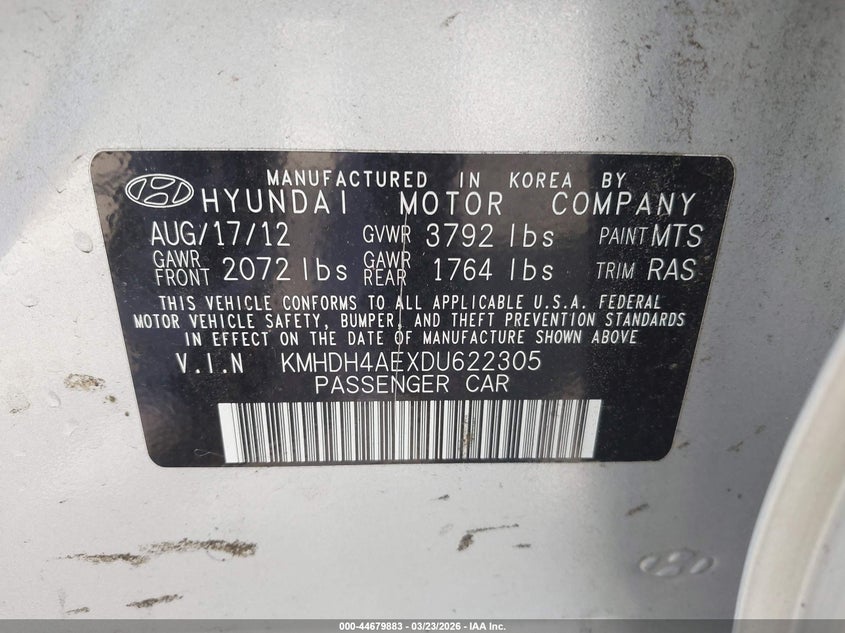 MANUFACTURED IN KOREA BY
HYUNDAI MOTOR COMPANY
AUG/17/12 GVWR 3792 lbs PAINT MTS
GAWR FRONT 2072 lbs GAWR REAR 1764 lbs TRIM RAS
THIS VEHICLE CONFORMS TO ALL APPLICABLE U.S.A. FEDERAL
MOTOR VEHICLE SAFETY, BUMPER, AND THEFT PREVENTION STANDARDS
IN EFFECT ON THE DATE OF MANUFACTURE SHOWN ABOVE
V.I.N KMHDH4AEXDU622305
PASSENGER CAR
000-44679883 / 03/23/2026 - IAA Inc.